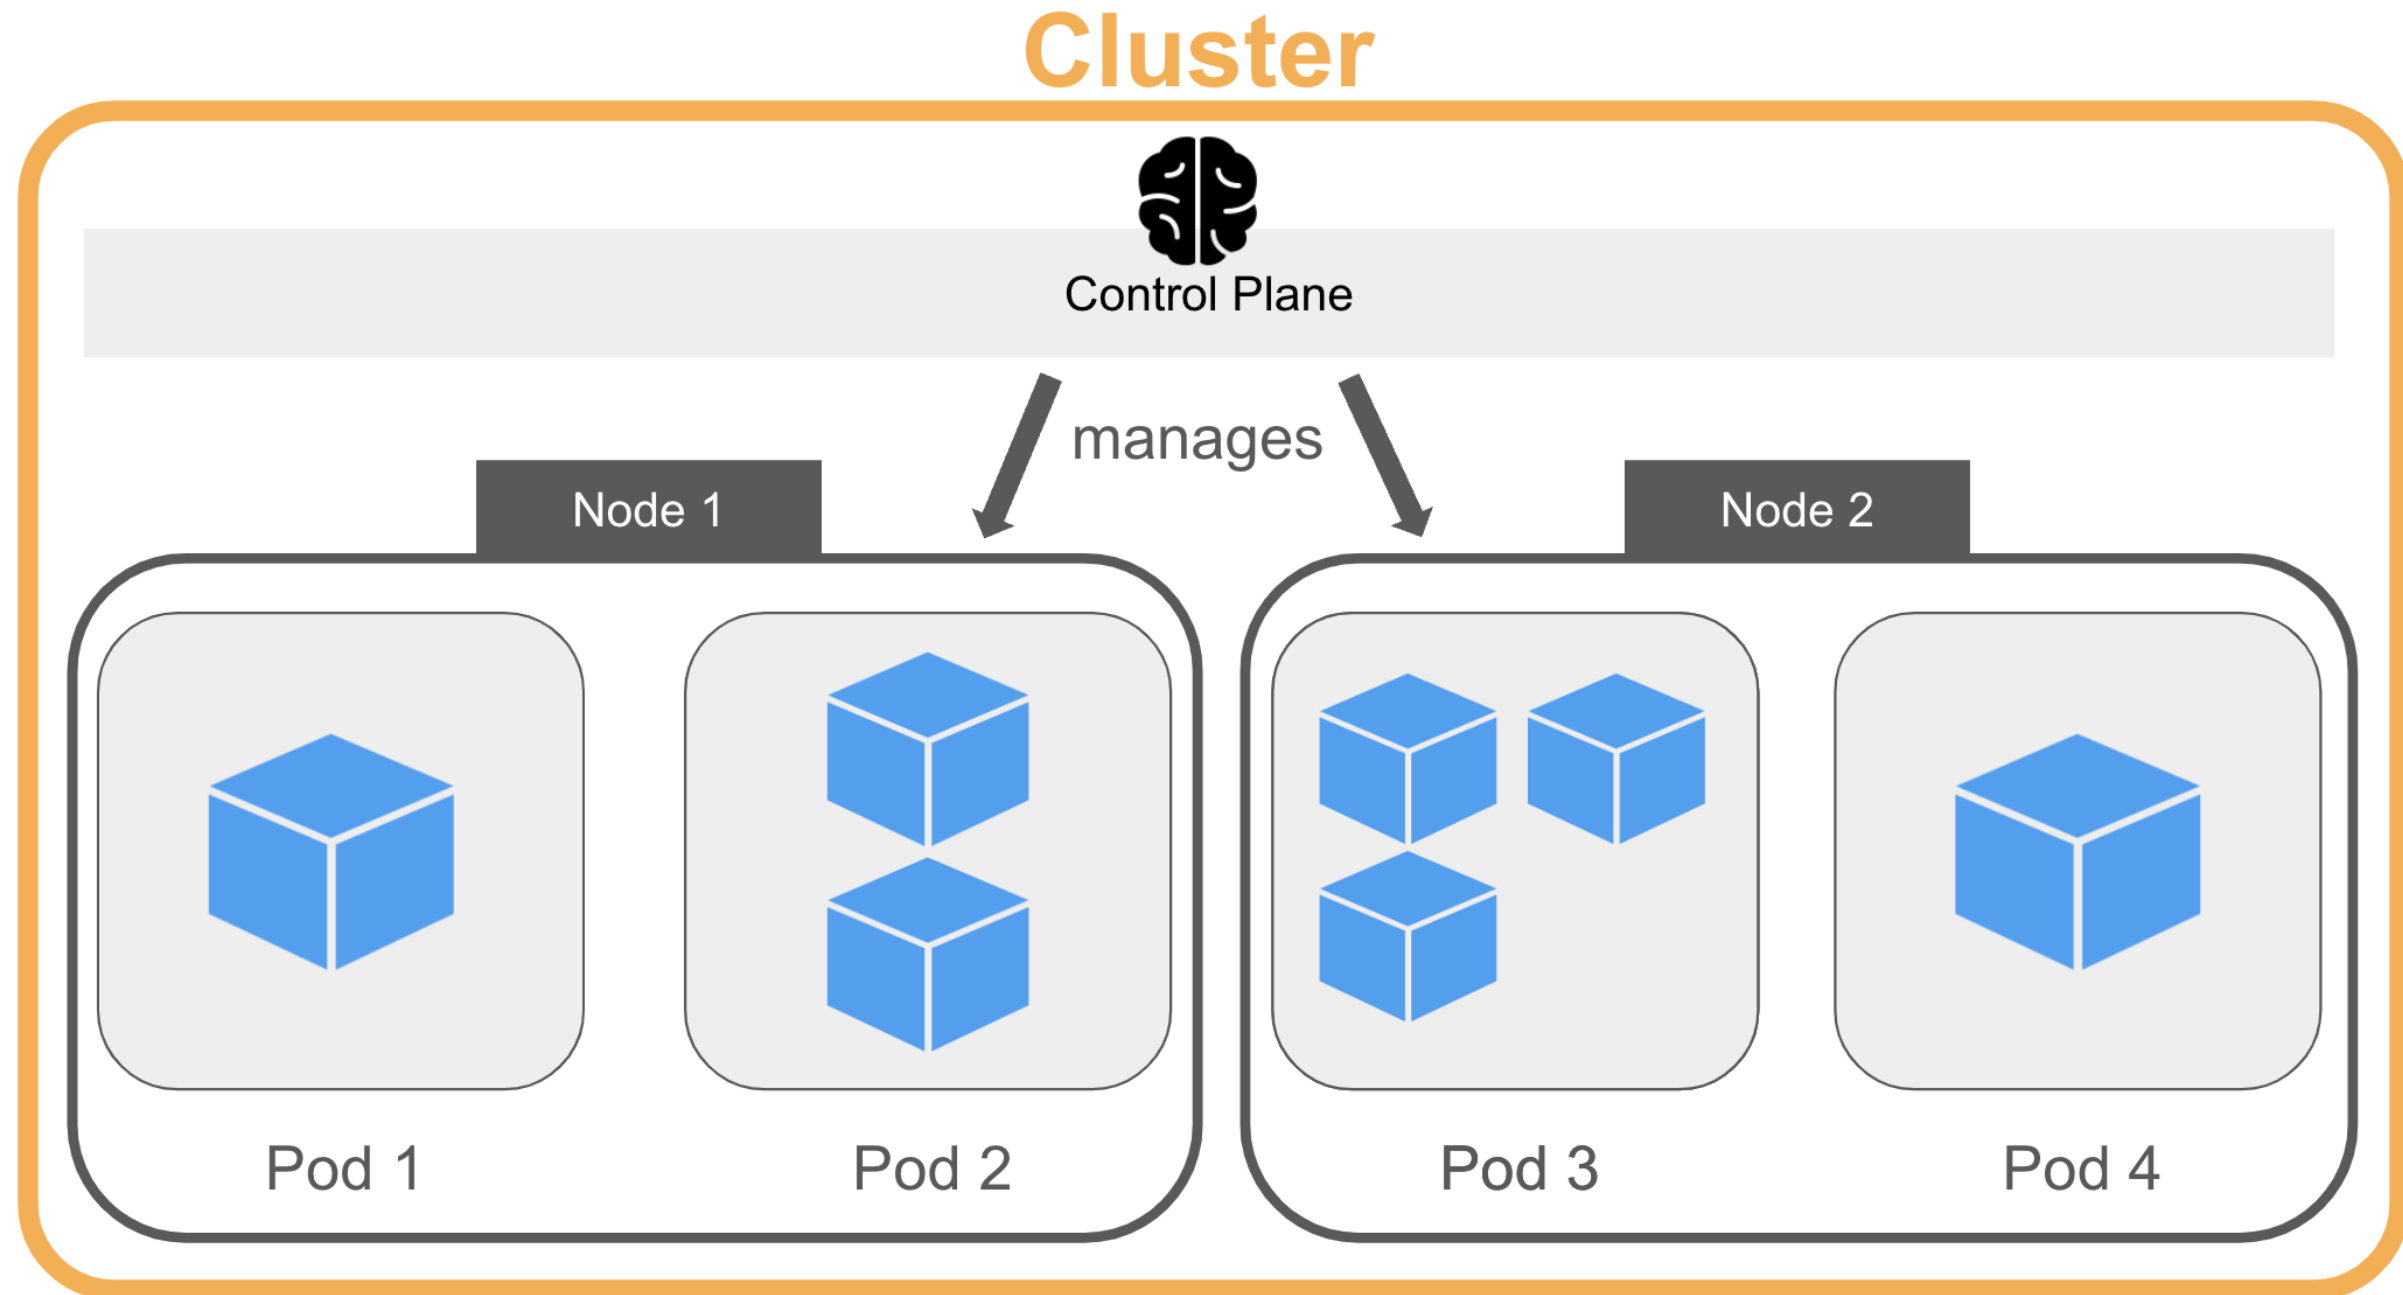 Cluster
Control Plane
manages
Node 1
Node 2
Pod 1
Pod 2
Pod 3
Pod 4